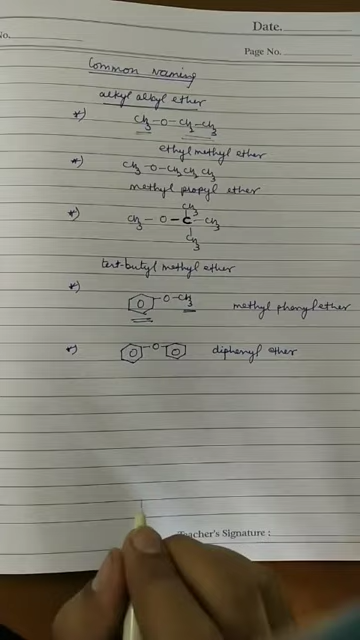 Date.
No.
Page No.
Common Naming
alkyl alkyl ether
*) CH3-O-CH2-CH3
ethyl methyl ether
*) CH3-O-CH2CH2CH3
methyl propyl ether
CH3
*) CH3-O-C-CH3
CH3
tert-butyl methyl ether
*) -O-CH3 methyl phenyl ether
*) -O- diphenyl ether
Teacher's Signature :